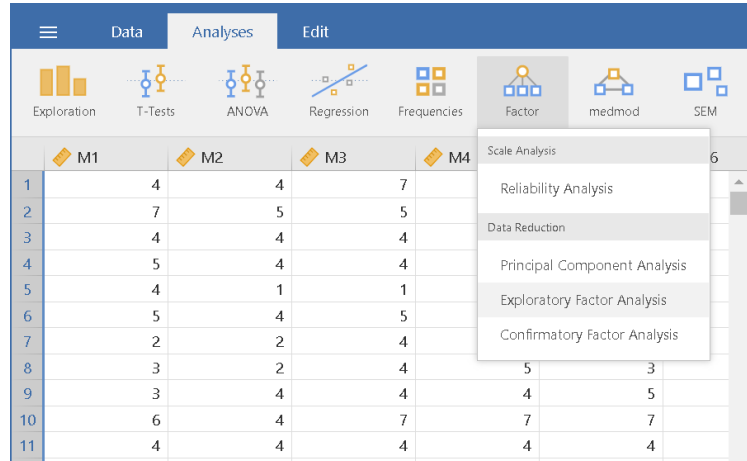 Data Analyses Edit
Exploration T-Tests ANOVA Regression Frequencies Factor medmod SEM
M1 M2 M3 M4 6
Scale Analysis
Reliability Analysis
Data Reduction
Principal Component Analysis
Exploratory Factor Analysis
Confirmatory Factor Analysis
1 4 4 7
2 7 5 5
3 4 4 4
4 5 4 4
5 4 1 1
6 5 4 5
7 2 2 4
8 3 2 4 5 3
9 3 4 4 4 5
10 6 4 7 7 7
11 4 4 4 4 4